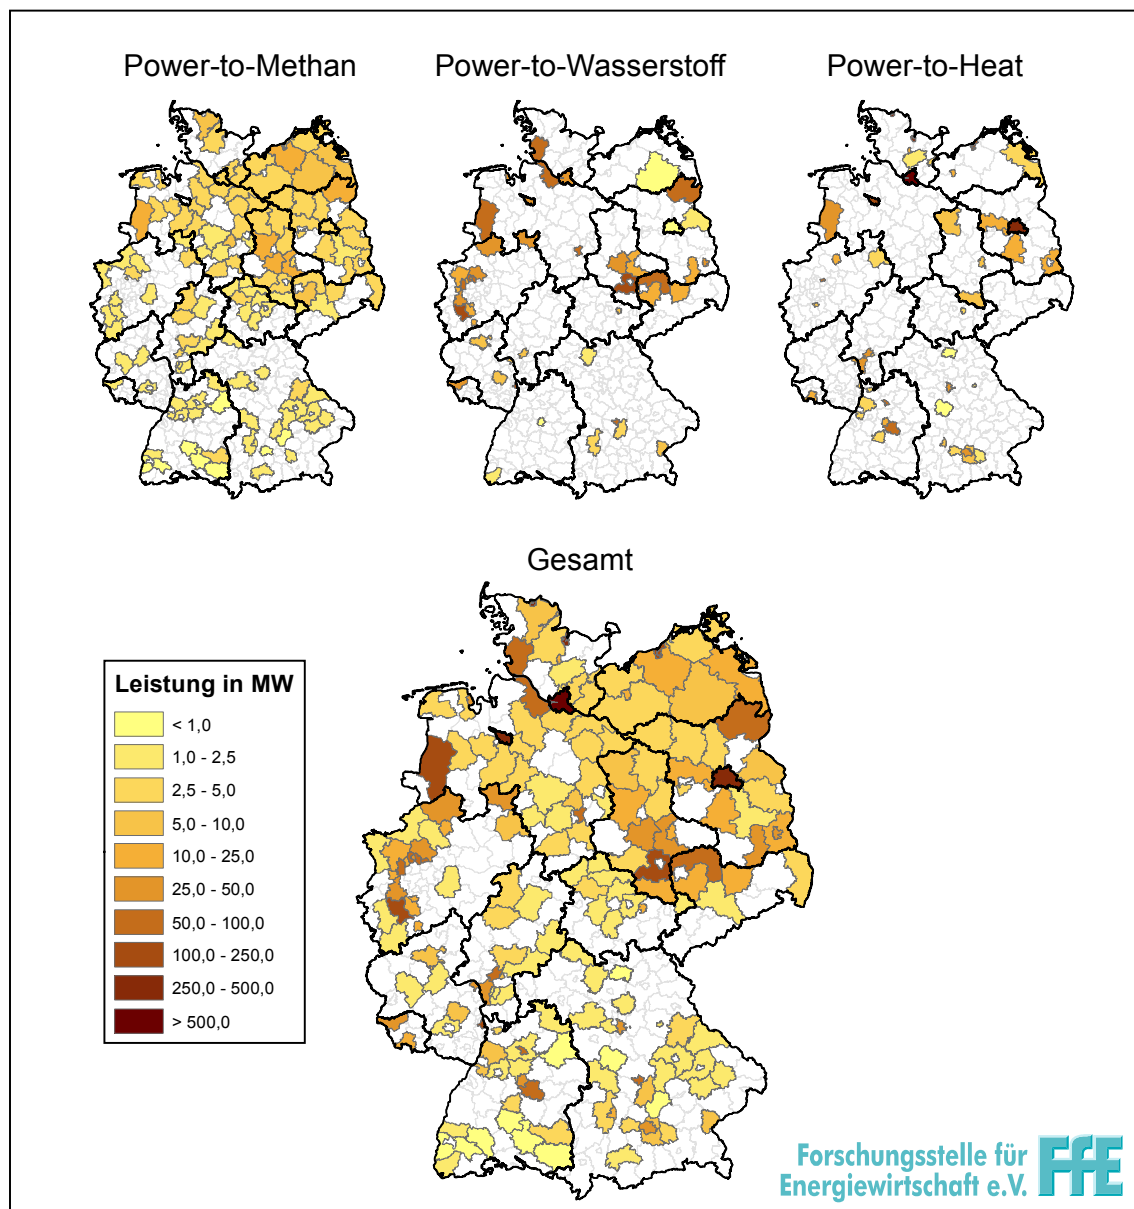 Power-to-Methan
Power-to-Wasserstoff
Power-to-Heat
Gesamt
Leistung in MW
< 1,0
1,0 - 2,5
2,5 - 5,0
5,0 - 10,0
10,0 - 25,0
25,0 - 50,0
50,0 - 100,0
100,0 - 250,0
250,0 - 500,0
> 500,0
Forschungsstelle für
Energiewirtschaft e.V.
FfE